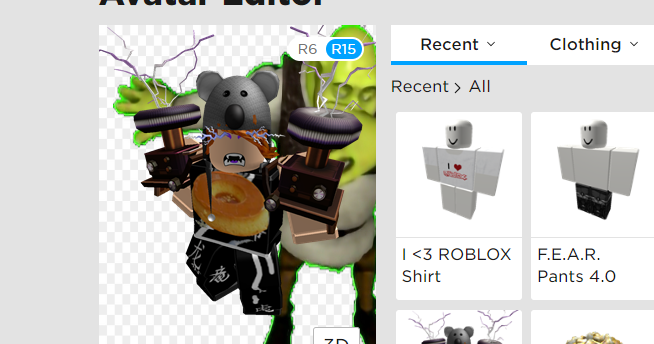 Avatar Editor
R6 R15
Recent
Clothing
Recent > All
I <3 ROBLOX
Shirt
F.E.A.R.
Pants 4.0
3D